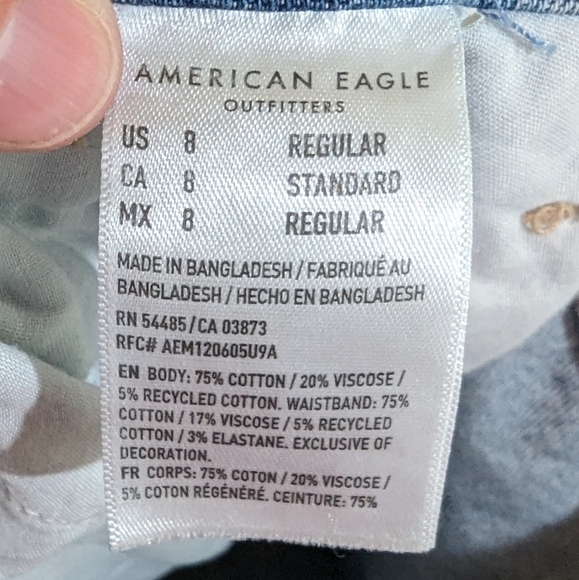 AMERICAN EAGLE
OUTFITTERS
US 8 REGULAR
CA 8 STANDARD
MX 8 REGULAR
MADE IN BANGLADESH / FABRIQUÉ AU
BANGLADESH / HECHO EN BANGLADESH
RN 54485/CA 03873
RFC# AEM120605U9A
EN BODY: 75% COTTON / 20% VISCOSE /
5% RECYCLED COTTON. WAISTBAND: 75%
COTTON / 17% VISCOSE / 5% RECYCLED
COTTON / 3% ELASTANE. EXCLUSIVE OF
DECORATION.
FR CORPS: 75% COTON / 20% VISCOSE /
5% COTON RÉGÉNÉRÉ. CEINTURE: 75%